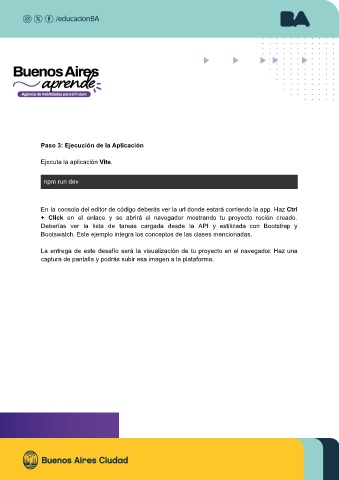 /educacionBA
BA
Buenos Aires
aprende
Agencia de Habilidades para el Futuro
Paso 3: Ejecución de la Aplicación
Ejecuta la aplicación Vite.
npm run dev
En la consola del editor de código deberás ver la url donde estará corriendo la app. Haz Ctrl
+ Click en el enlace y se abrirá el navegador mostrando tu proyecto recién creado.
Deberías ver la lista de tareas cargada desde la API y estilizada con Bootstrap y
Bootswatch. Este ejemplo integra los conceptos de las clases mencionadas.
La entrega de este desafío será la visualización de tu proyecto en el navegador. Haz una
captura de pantalla y podrás subir esa imagen a la plataforma.
Buenos Aires Ciudad